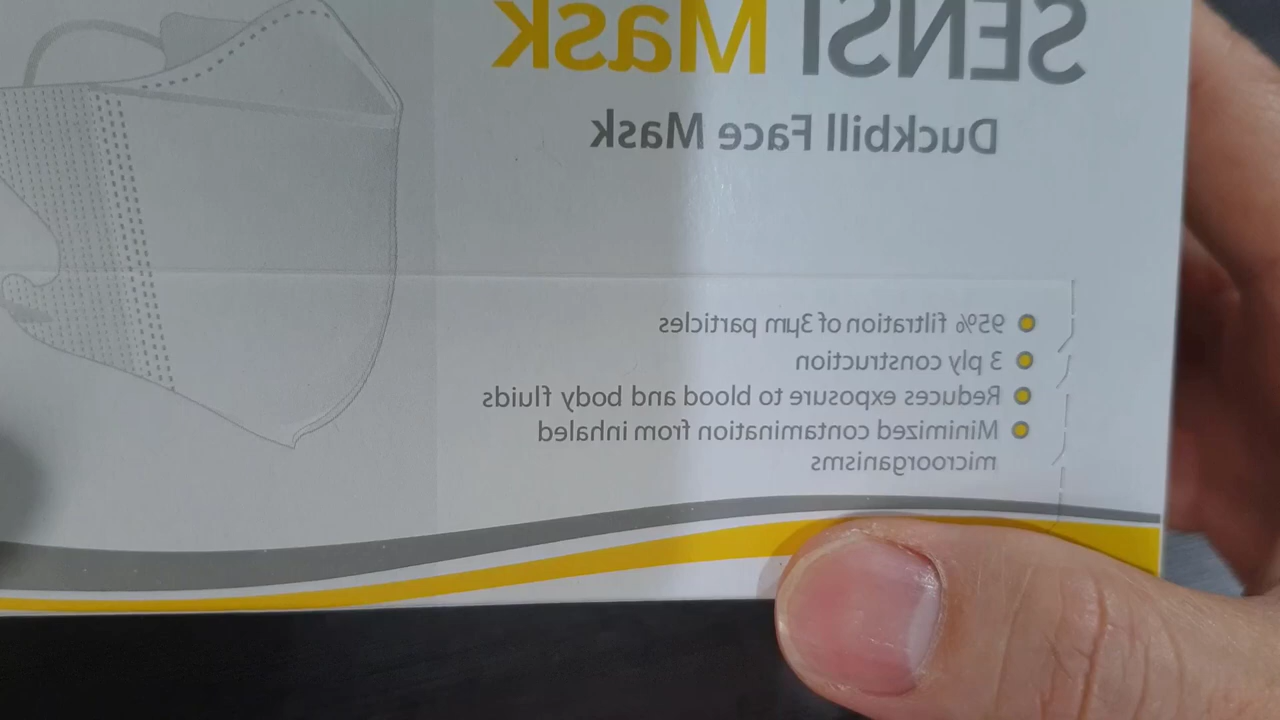 SENSI Mask
Duckbill Face Mask
95% filtration of 3µm particles
3 ply construction
Reduces exposure to blood and body fluids
Minimized contamination from inhaled
microorganisms